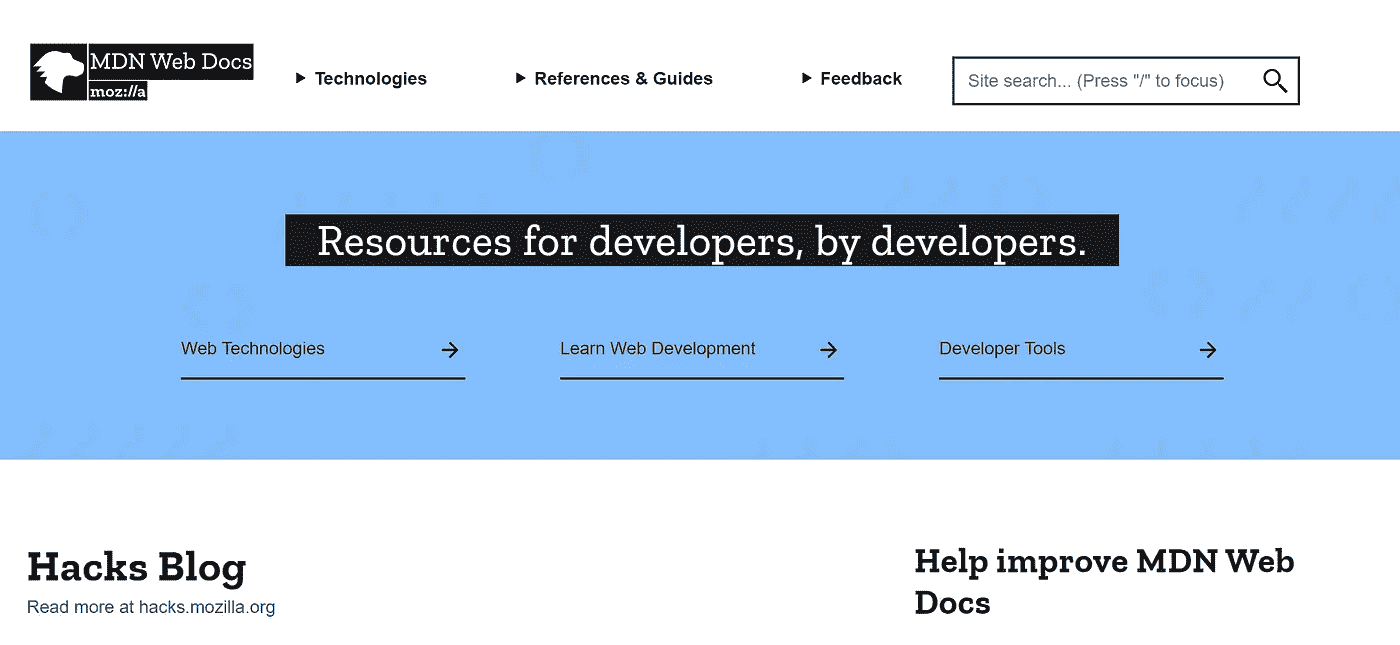 MDN Web Docs
moz://a
Technologies
References & Guides
Feedback
Site search... (Press "/" to focus)
Resources for developers, by developers.
Web Technologies
Learn Web Development
Developer Tools
Hacks Blog
Read more at hacks.mozilla.org
Help improve MDN Web
Docs